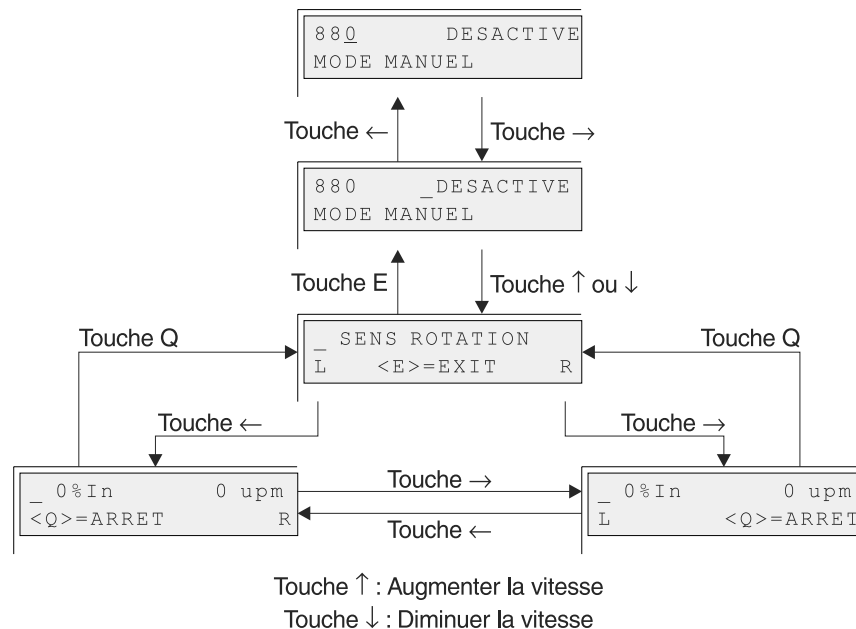 880 DESACTIVE
MODE MANUEL
Touche ← Touche →
880 _DESACTIVE
MODE MANUEL
Touche E Touche ↑ ou ↓
_ SENS ROTATION
L <E>=EXIT R
Touche Q Touche Q
Touche ← Touche →
_ 0%In 0 upm
<Q>=ARRET R
Touche →
Touche ←
_ 0%In 0 upm
L <Q>=ARRET
Touche ↑ : Augmenter la vitesse
Touche ↓ : Diminuer la vitesse